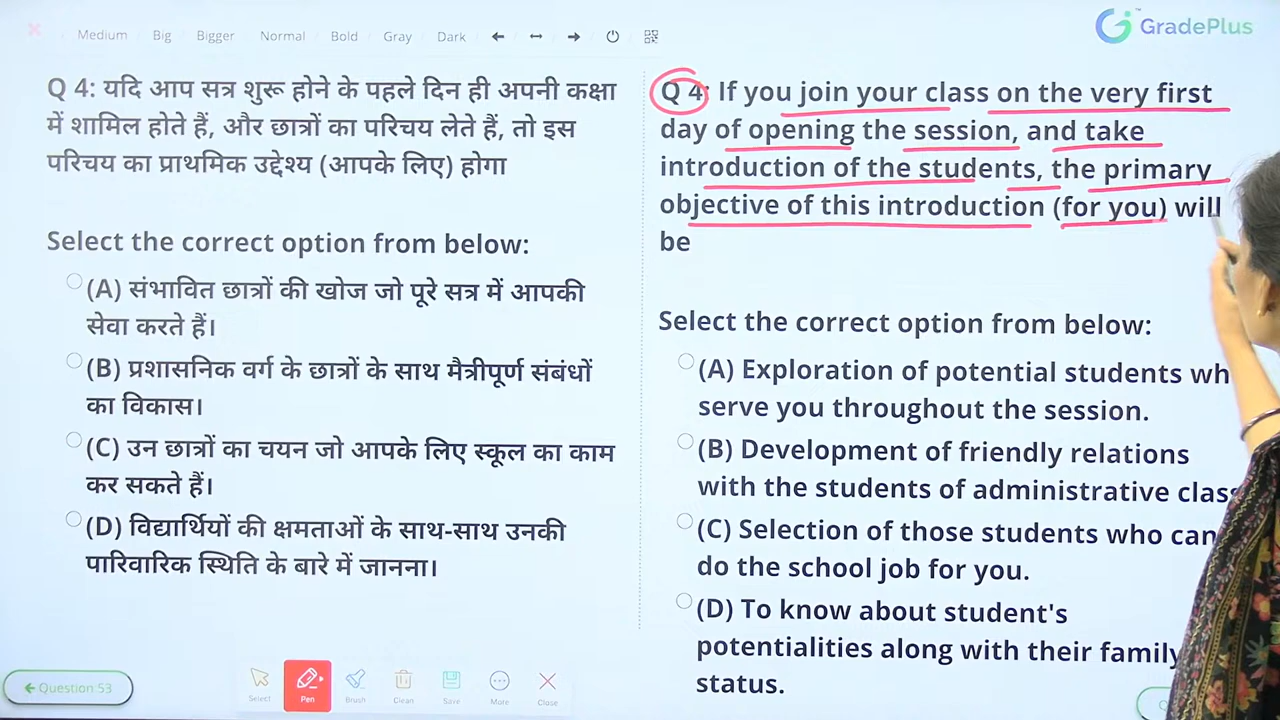 Medium Big Bigger Normal Bold Gray Dark
GradePlus
Q 4: यदि आप सत्र शुरू होने के पहले दिन ही अपनी कक्षा
में शामिल होते हैं, और छात्रों का परिचय लेते हैं, तो इस
परिचय का प्राथमिक उद्देश्य (आपके लिए) होगा
Select the correct option from below:
(A) संभावित छात्रों की खोज जो पूरे सत्र में आपकी
सेवा करते हैं।
(B) प्रशासनिक वर्ग के छात्रों के साथ मैत्रीपूर्ण संबंधों
का विकास।
(C) उन छात्रों का चयन जो आपके लिए स्कूल का काम
कर सकते हैं।
(D) विद्यार्थियों की क्षमताओं के साथ-साथ उनकी
पारिवारिक स्थिति के बारे में जानना।
Q 4: If you join your class on the very first
day of opening the session, and take
introduction of the students, the primary
objective of this introduction (for you) will
be
Select the correct option from below:
(A) Exploration of potential students wh
serve you throughout the session.
(B) Development of friendly relations
with the students of administrative class
(C) Selection of those students who can
do the school job for you.
(D) To know about student's
potentialities along with their family
status.
Question 53
Select Pen Brush Clean Save More Close